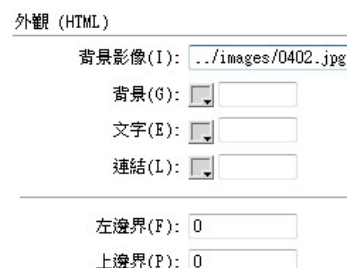 外觀 (HTML)
背景影像(I): ../images/0402.jpg
背景(G):
文字(E):
連結(L):
左邊界(F): 0
上邊界(P): 0